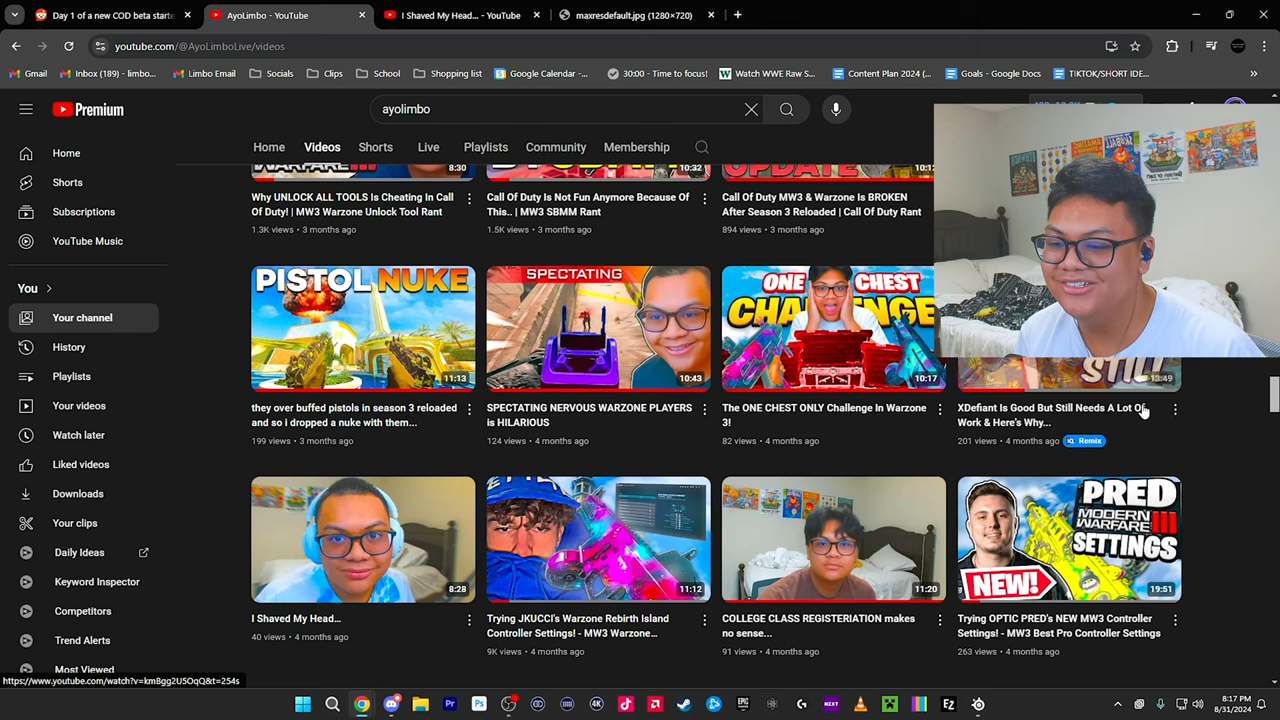 Day 1 of a new COD beta starte
AyoLimbo - YouTube
I Shaved My Head... - YouTube
maxresdefault.jpg (1280×720)
youtube.com/@AyoLimboLive/videos
Gmail
Inbox (189) - limbo...
Limbo Email
Socials
Clips
School
Shopping list
Google Calendar -...
30:00 - Time to focus!
Watch WWE Raw S...
Content Plan 2024 (...
Goals - Google Docs
TIKTOK/SHORT IDE...
Premium
ayolimbo
Home
Videos
Shorts
Live
Playlists
Community
Membership
Home
Shorts
Subscriptions
YouTube Music
You
Your channel
History
Playlists
Your videos
Watch later
Liked videos
Downloads
Your clips
Daily Ideas
Keyword Inspector
Competitors
Trend Alerts
Most Viewed
8:30
Why UNLOCK ALL TOOLS Is Cheating In
Call Of Duty! | MW3 Warzone Unlock Tool
Rant
1.3K views • 3 months ago
10:32
Call Of Duty Is Not Fun Anymore Because Of
This.. | MW3 SBMM Rant
1.5K views • 3 months ago
UPDATE
Call Of Duty MW3 & Warzone Is BROKEN
After Season 3 Reloaded | Call Of Duty Rant
894 views • 3 months ago
PISTOL NUKE
11:13
they over buffed pistols in season 3 reloaded
and so i dropped a nuke with them...
199 views • 3 months ago
SPECTATING
10:43
SPECTATING NERVOUS WARZONE PLAYERS
is HILARIOUS
124 views • 4 months ago
ONE CHEST
CHALLENGE
10:17
The ONE CHEST ONLY Challenge In Warzone
3!
82 views • 4 months ago
STILL
13:49
XDefiant Is Good But Still Needs A Lot Of
Work & Here's Why...
201 views • 4 months ago
Remix
8:28
I Shaved My Head...
40 views • 4 months ago
11:12
Trying JKUCCI's Warzone Rebirth Island
Controller Settings! - MW3 Warzone...
9K views • 4 months ago
11:20
COLLEGE CLASS REGISTERIATION makes
no sense...
91 views • 4 months ago
PRED
MODERN
WARFARE III
SETTINGS
NEW!
19:51
Trying OPTIC PRED's NEW MW3 Controller
Settings! - MW3 Best Pro Controller Settings
263 views • 4 months ago
https://www.youtube.com/watch?v=kmBgg2U5OqQ&t=254s
8:17 PM
8/31/2024